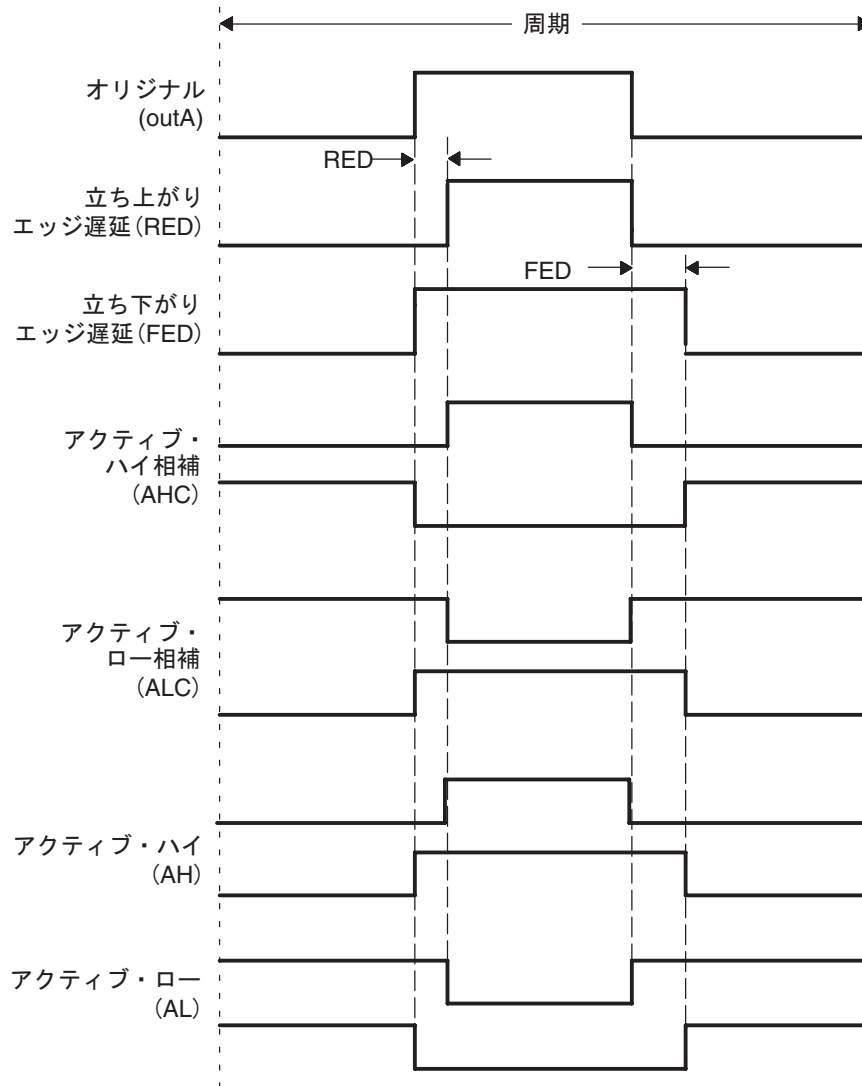 周期
オリジナル
(outA)
RED
立ち上がり
エッジ遅延(RED)
FED
立ち下がり
エッジ遅延(FED)
アクティブ・
ハイ相補
(AHC)
アクティブ・
ロー相補
(ALC)
アクティブ・ハイ
(AH)
アクティブ・ロー
(AL)